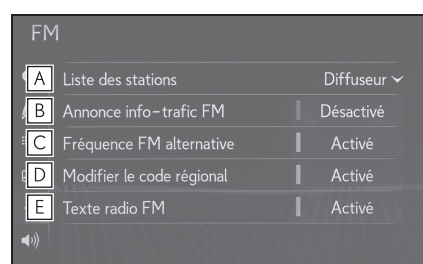 FM
A Liste des stations Diffuseur
B Annonce info-trafic FM Désactivé
C Fréquence FM alternative Activé
D Modifier le code régional Activé
E Texte radio FM Activé